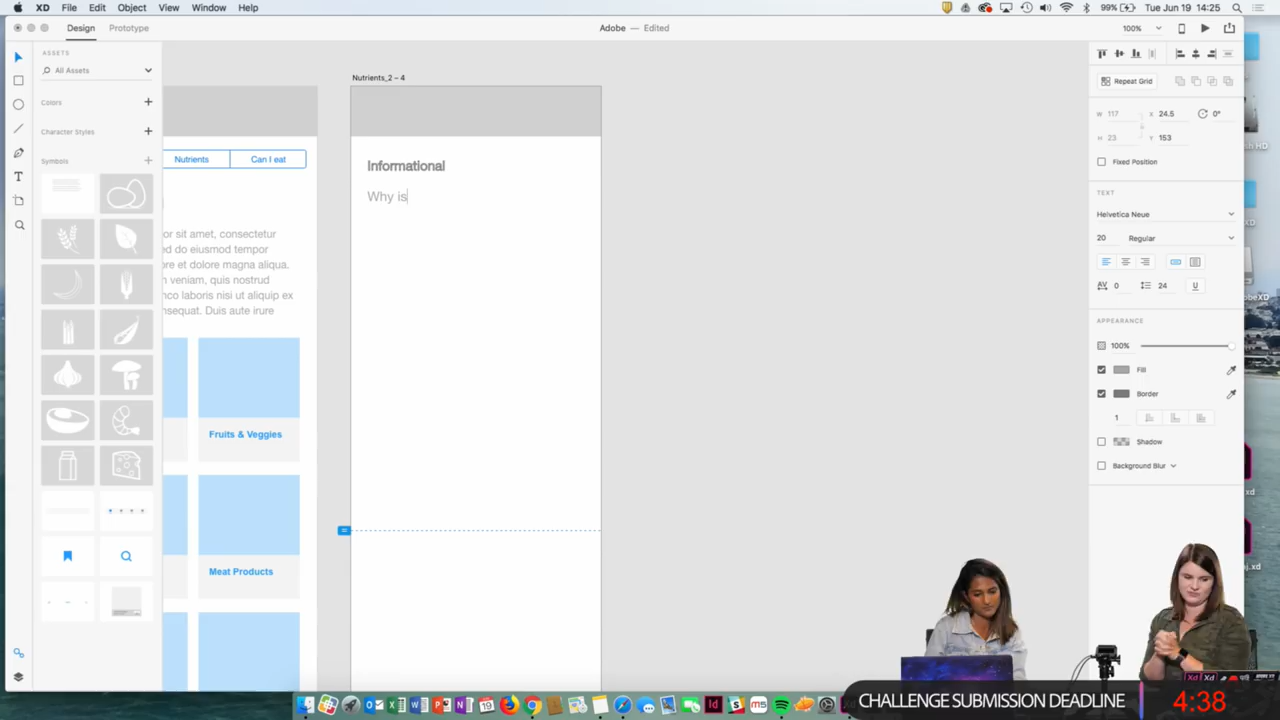 XD File Edit Object View Window Help
99% Tue Jun 19 14:25
Design Prototype
Adobe — Edited
100%
ASSETS
All Assets
Colors
Character Styles
Symbols
Nutrients Can I eat
or sit amet, consectetur
ed do eiusmod tempor
ore et dolore magna aliqua.
n veniam, quis nostrud
nco laboris nisi ut aliquip ex
nsequat. Duis aute irure
Fruits & Veggies
Meat Products
Nutrients_2 – 4
Informational
Why is
Repeat Grid
W 117 X 24.5 0°
H 23 Y 153
Fixed Position
TEXT
Helvetica Neue
20 Regular
AV 0 24 U
APPEARANCE
100%
Fill
Border
1
Shadow
Background Blur
CHALLENGE SUBMISSION DEADLINE 4:38